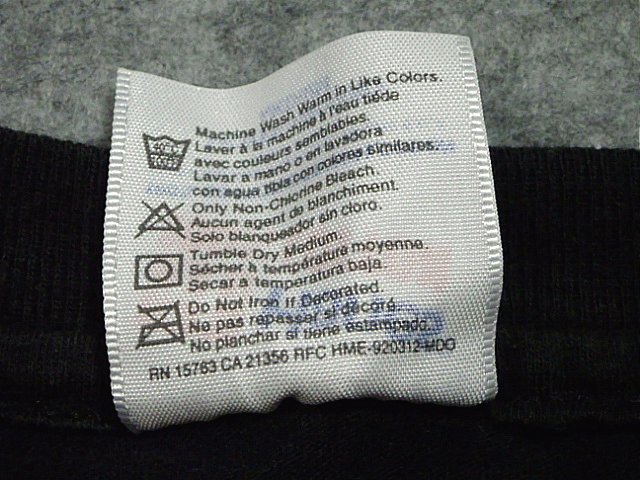 Machine Wash Warm in Like Colors.
Laver à la machine à l'eau tiède
avec couleurs semblables.
Lavar a mano o en lavadora
con agua tibia con colores similares.
Only Non-Chlorine Bleach.
Aucun agent de blanchiment.
Solo blanqueador sin cloro.
Tumble Dry Medium.
Sécher à température moyenne.
Secar a temperatura baja.
Do Not Iron If Decorated.
Ne pas repasser si décoré.
No planchar si tiene estampado.
RN 15763 CA 21356 RFC HME-920312-MDO